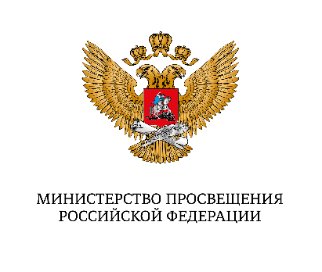 МИНИСТЕРСТВО ПРОСВЕЩЕНИЯ
РОССИЙСКОЙ ФЕДЕРАЦИИ